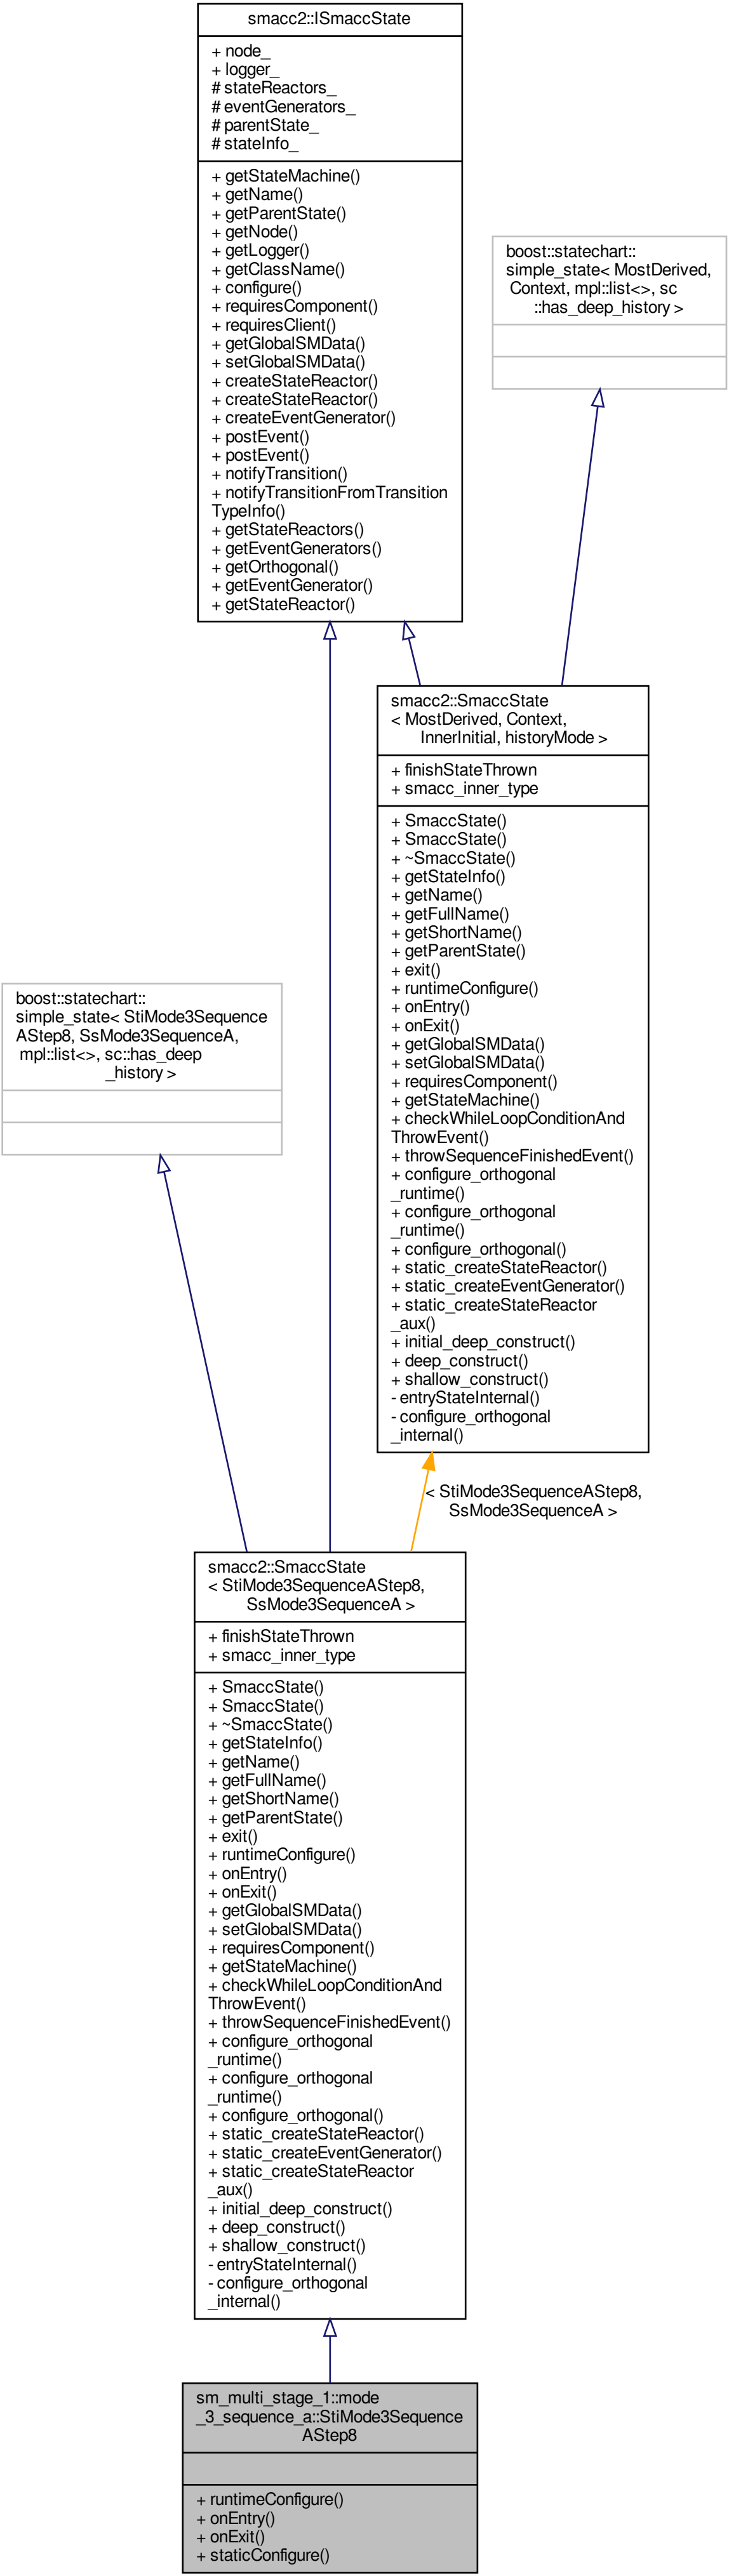 smacc2::ISmaccState
+ node_
+ logger_
# stateReactors_
# eventGenerators_
# parentState_
# stateInfo_
+ getStateMachine()
+ getName()
+ getParentState()
+ getNode()
+ getLogger()
+ getClassName()
+ configure()
+ requiresComponent()
+ requiresClient()
+ getGlobalSMData()
+ setGlobalSMData()
+ createStateReactor()
+ createStateReactor()
+ createEventGenerator()
+ postEvent()
+ postEvent()
+ notifyTransition()
+ notifyTransitionFromTransition
TypeInfo()
+ getStateReactors()
+ getEventGenerators()
+ getOrthogonal()
+ getEventGenerator()
+ getStateReactor()
boost::statechart::
simple_state< MostDerived,
Context, mpl::list<>, sc
::has_deep_history >
smacc2::SmaccState
< MostDerived, Context,
InnerInitial, historyMode >
+ finishStateThrown
+ smacc_inner_type
+ SmaccState()
+ SmaccState()
+ ~SmaccState()
+ getStateInfo()
+ getName()
+ getFullName()
+ getShortName()
+ getParentState()
+ exit()
+ runtimeConfigure()
+ onEntry()
+ onExit()
+ getGlobalSMData()
+ setGlobalSMData()
+ requiresComponent()
+ getStateMachine()
+ checkWhileLoopConditionAnd
ThrowEvent()
+ throwSequenceFinishedEvent()
+ configure_orthogonal
_runtime()
+ configure_orthogonal
_runtime()
+ configure_orthogonal()
+ static_createStateReactor()
+ static_createEventGenerator()
+ static_createStateReactor
_aux()
+ initial_deep_construct()
+ deep_construct()
+ shallow_construct()
- entryStateInternal()
- configure_orthogonal
_internal()
boost::statechart::
simple_state< StiMode3Sequence
AStep8, SsMode3SequenceA,
mpl::list<>, sc::has_deep
_history >
< StiMode3SequenceAStep8,
SsMode3SequenceA >
smacc2::SmaccState
< StiMode3SequenceAStep8,
SsMode3SequenceA >
+ finishStateThrown
+ smacc_inner_type
+ SmaccState()
+ SmaccState()
+ ~SmaccState()
+ getStateInfo()
+ getName()
+ getFullName()
+ getShortName()
+ getParentState()
+ exit()
+ runtimeConfigure()
+ onEntry()
+ onExit()
+ getGlobalSMData()
+ setGlobalSMData()
+ requiresComponent()
+ getStateMachine()
+ checkWhileLoopConditionAnd
ThrowEvent()
+ throwSequenceFinishedEvent()
+ configure_orthogonal
_runtime()
+ configure_orthogonal
_runtime()
+ configure_orthogonal()
+ static_createStateReactor()
+ static_createEventGenerator()
+ static_createStateReactor
_aux()
+ initial_deep_construct()
+ deep_construct()
+ shallow_construct()
- entryStateInternal()
- configure_orthogonal
_internal()
sm_multi_stage_1::mode
_3_sequence_a::StiMode3Sequence
AStep8
+ runtimeConfigure()
+ onEntry()
+ onExit()
+ staticConfigure()